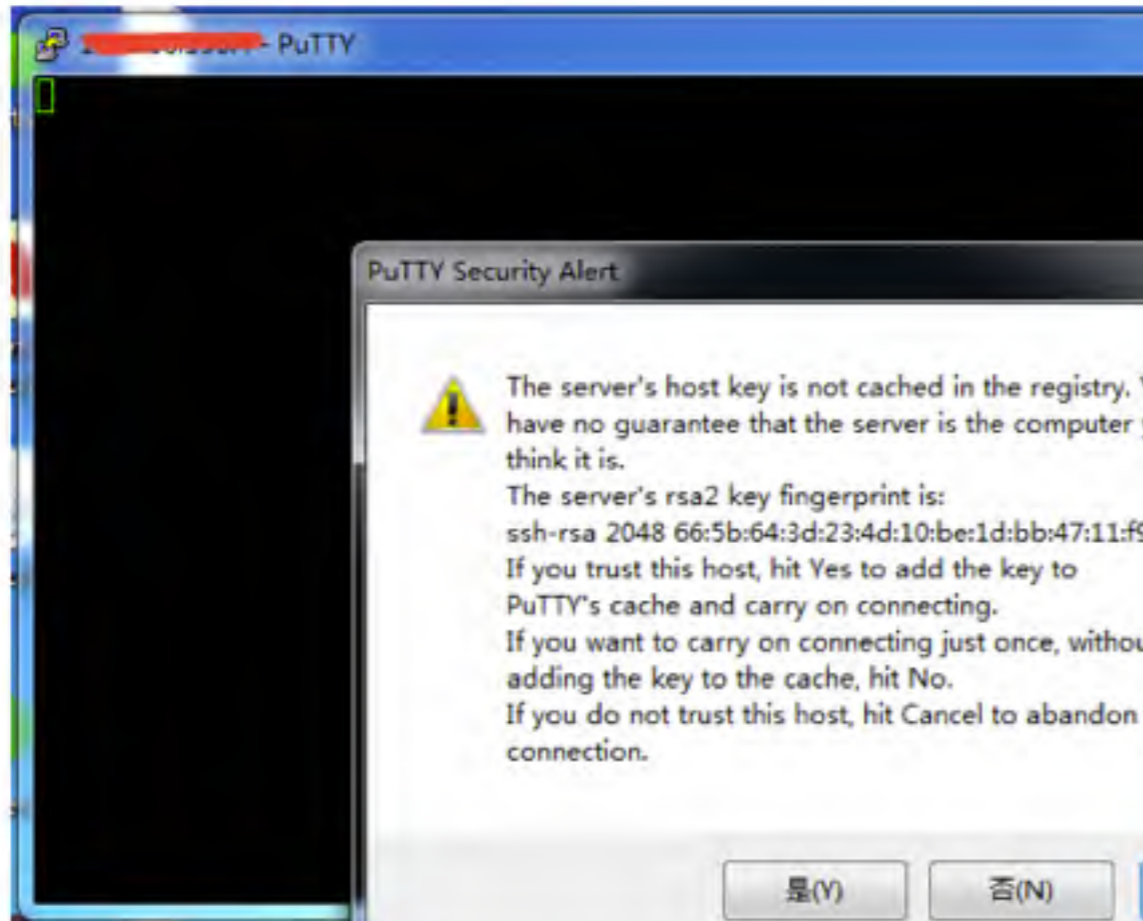 - PuTTY
PuTTY Security Alert
The server's host key is not cached in the registry.
have no guarantee that the server is the computer
think it is.
The server's rsa2 key fingerprint is:
ssh-rsa 2048 66:5b:64:3d:23:4d:10:be:1d:bb:47:11:f9
If you trust this host, hit Yes to add the key to
PuTTY's cache and carry on connecting.
If you want to carry on connecting just once, withou
adding the key to the cache, hit No.
If you do not trust this host, hit Cancel to abandon
connection.
是(Y) 否(N)